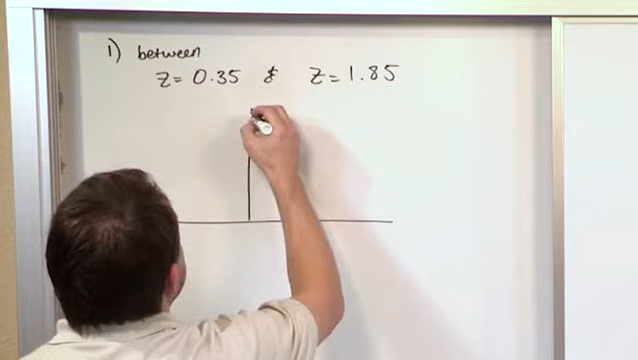 1) between
z = 0.35 & z = 1.85